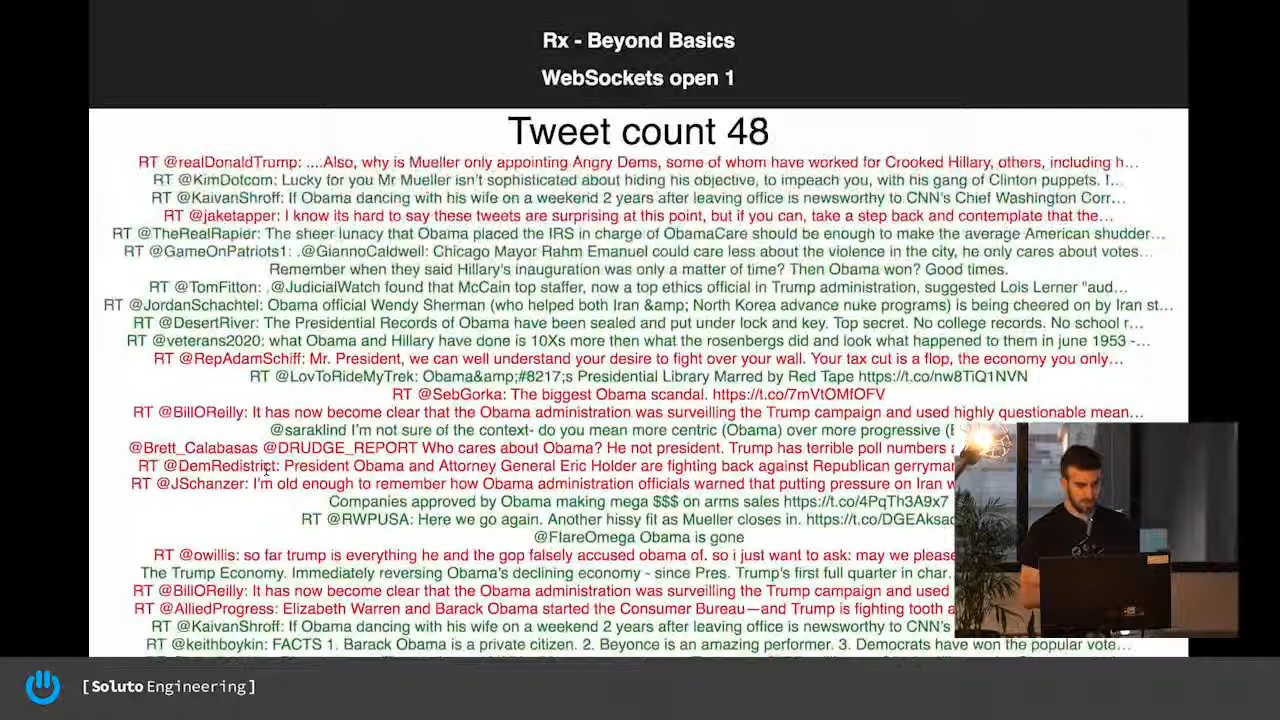 Rx - Beyond Basics
WebSockets open 1
Tweet count 48
RT @realDonaldTrump: ....Also, why is Mueller only appointing Angry Dems, some of whom have worked for Crooked Hillary, others, including h…
RT @KimDotcom: Lucky for you Mr Mueller isn't sophisticated about hiding his objective, to impeach you, with his gang of Clinton puppets. I…
RT @KaivanShroff: If Obama dancing with his wife on a weekend 2 years after leaving office is newsworthy to CNN's Chief Washington Corr…
RT @jaketapper: I know its hard to say these tweets are surprising at this point, but if you can, take a step back and contemplate that the…
RT @TheRealRapier: The sheer lunacy that Obama placed the IRS in charge of ObamaCare should be enough to make the average American shudder…
RT @GameOnPatriots1: .@GiannoCaldwell: Chicago Mayor Rahm Emanuel could care less about the violence in the city, he only cares about votes…
Remember when they said Hillary's inauguration was only a matter of time? Then Obama won? Good times.
RT @TomFitton: .@JudicialWatch found that McCain top staffer, now a top ethics official in Trump administration, suggested Lois Lerner "aud…
RT @JordanSchachtel: Obama official Wendy Sherman (who helped both Iran &amp; North Korea advance nuke programs) is being cheered on by Iran st…
RT @DesertRiver: The Presidential Records of Obama have been sealed and put under lock and key. Top secret. No college records. No school r…
RT @veterans2020: what Obama and Hillary have done is 10Xs more then what the rosenbergs did and look what happened to them in june 1953 -…
RT @RepAdamSchiff: Mr. President, we can well understand your desire to fight over your wall. Your tax cut is a flop, the economy you only…
RT @LovToRideMyTrek: Obama&amp;#8217;s Presidential Library Marred by Red Tape https://t.co/nw8TiQ1NVN
RT @SebGorka: The biggest Obama scandal. https://t.co/7mVtOMfOFV
RT @BillOReilly: It has now become clear that the Obama administration was surveilling the Trump campaign and used highly questionable mean…
@saraklind I'm not sure of the context- do you mean more centric (Obama) over more progressive
@Brett_Calabasas @DRUDGE_REPORT Who cares about Obama? He not president. Trump has terrible poll numbers
RT @DemRedistrict: President Obama and Attorney General Eric Holder are fighting back against Republican
RT @JSchanzer: I'm old enough to remember how Obama administration officials warned that putting pressure on Iran
Companies approved by Obama making mega $$$ on arms sales https://t.co/4PqTh3A9x7
RT @RWPUSA: Here we go again. Another hissy fit as Mueller closes in.
@FlareOmega Obama is gone
RT @owillis: so far trump is everything he and the gop falsely accused obama of. so i just want to ask: may we please
The Trump Economy. Immediately reversing Obama's declining economy - since Pres. Trump's first full quarter in char.
RT @BillOReilly: It has now become clear that the Obama administration was surveilling the Trump campaign and used
RT @AlliedProgress: Elizabeth Warren and Barack Obama started the Consumer Bureau—and Trump is fighting tooth
RT @KaivanShroff: If Obama dancing with his wife on a weekend 2 years after leaving office is newsworthy to CNN's
RT @keithboykin: FACTS 1. Barack Obama is a private citizen. 2. Beyonce is an amazing performer. 3. Democrats have won the popular vote…
[Soluto Engineering]